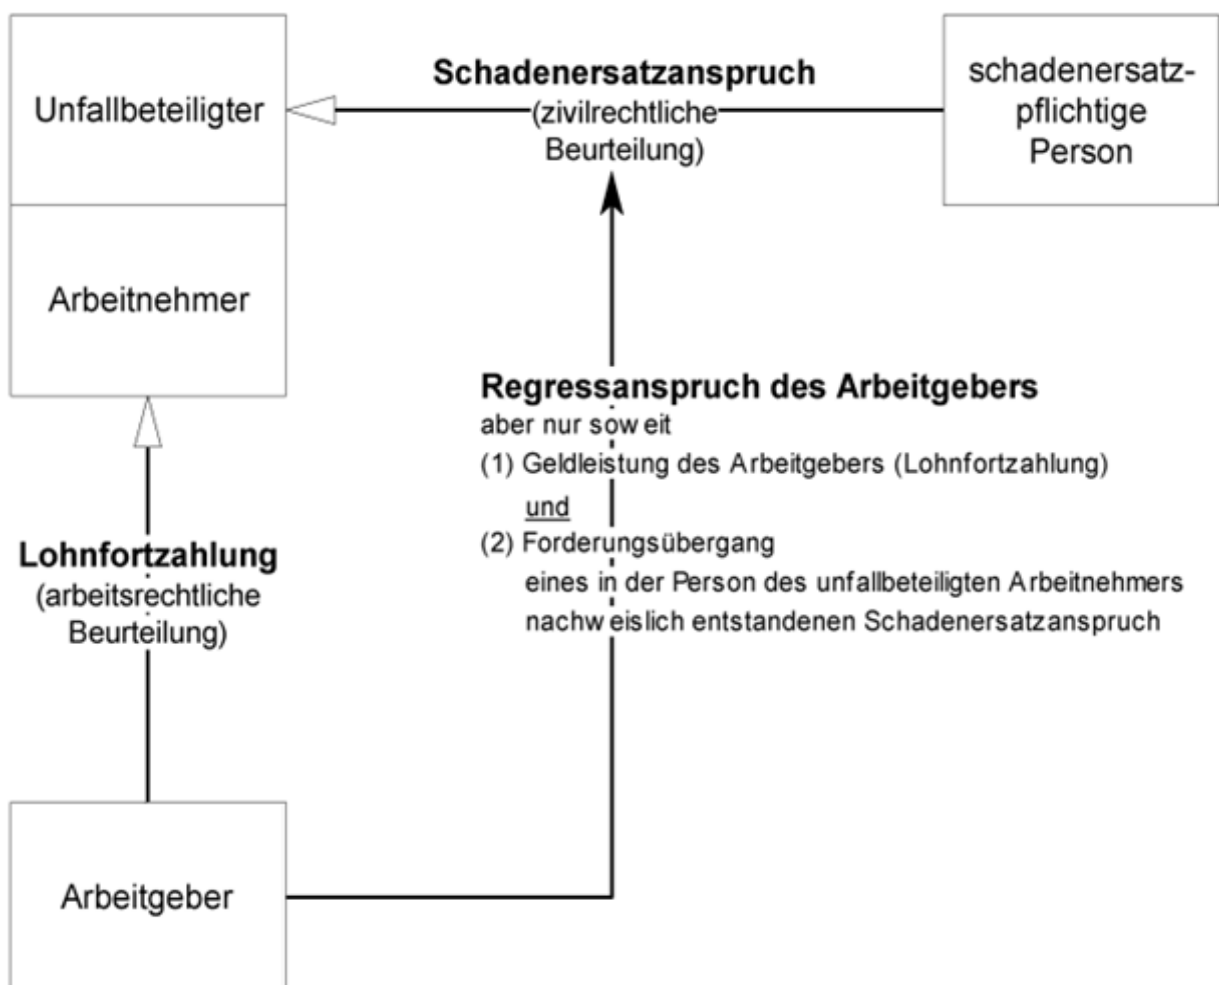 Unfallbeteiligter
Schadenersatzanspruch
(zivilrechtliche
Beurteilung)
schadenersatz-
pflichtige
Person
Arbeitnehmer
Regressanspruch des Arbeitgebers
aber nur soweit
(1) Geldleistung des Arbeitgebers (Lohnfortzahlung)
und
(2) Forderungsübergang
eines in der Person des unfallbeteiligten Arbeitnehmers
nachweislich entstandenen Schadenersatzanspruch
Lohnfortzahlung
(arbeitsrechtliche
Beurteilung)
Arbeitgeber